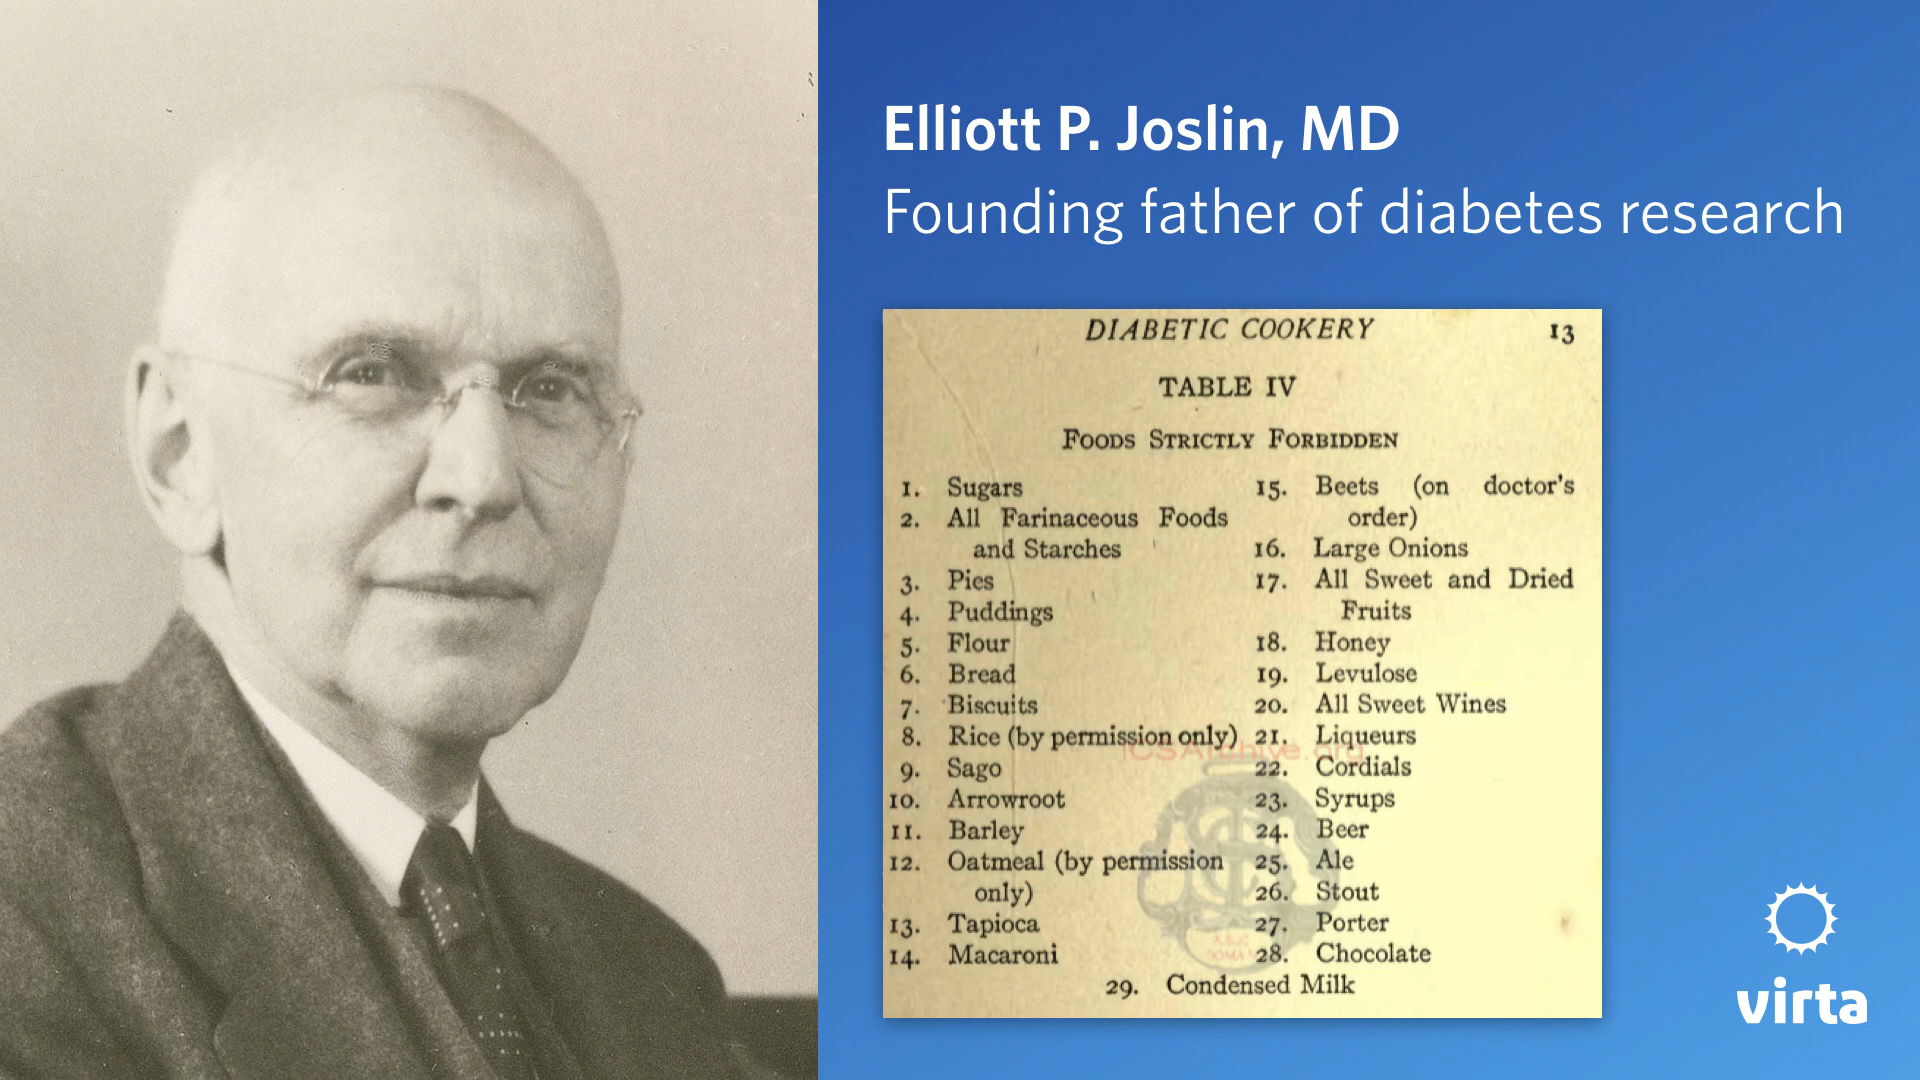 Elliott P. Joslin, MD
Founding father of diabetes research
DIABETIC COOKERY 13
TABLE IV
FOODS STRICTLY FORBIDDEN
1. Sugars
2. All Farinaceous Foods
and Starches
3. Pies
4. Puddings
5. Flour
6. Bread
7. Biscuits
8. Rice (by permission only)
9. Sago
10. Arrowroot
11. Barley
12. Oatmeal (by permission
only)
13. Tapioca
14. Macaroni
15. Beets (on doctor's
order)
16. Large Onions
17. All Sweet and Dried
Fruits
18. Honey
19. Levulose
20. All Sweet Wines
21. Liqueurs
22. Cordials
23. Syrups
24. Beer
25. Ale
26. Stout
27. Porter
28. Chocolate
29. Condensed Milk
ICSArchive.org
virta